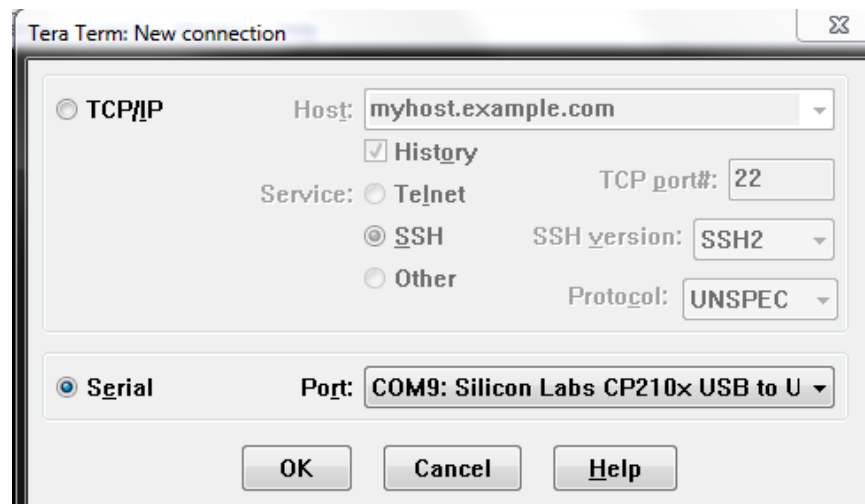 Tera Term: New connection
TCP/IP Host: myhost.example.com
History
Service: Telnet TCP port#: 22
SSH SSH version: SSH2
Other Protocol: UNSPEC
Serial Port: COM9: Silicon Labs CP210x USB to U
OK Cancel Help